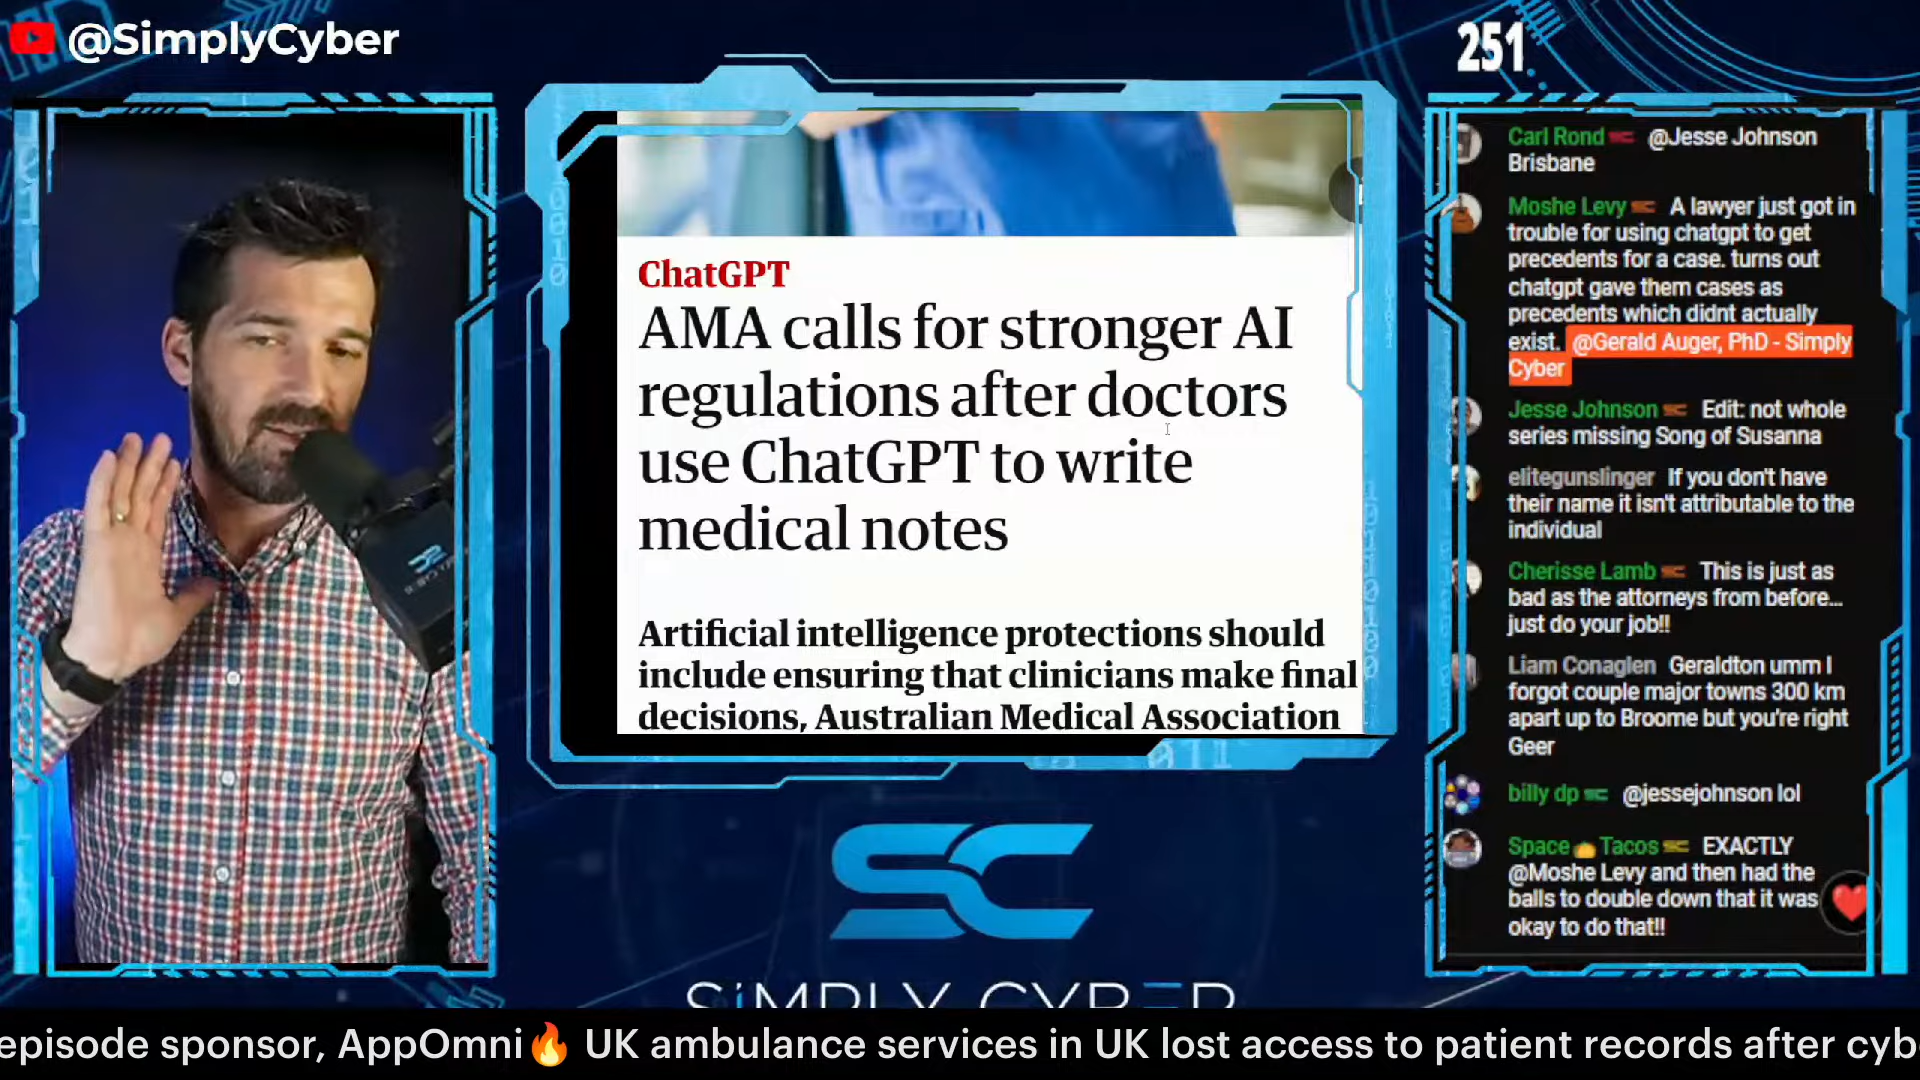 @SimplyCyber
251
ChatGPT
AMA calls for stronger AI
regulations after doctors
use ChatGPT to write
medical notes
Artificial intelligence protections should
include ensuring that clinicians make final
decisions, Australian Medical Association
Carl Rond @Jesse Johnson
Brisbane
Moshe Levy A lawyer just got in
trouble for using chatgpt to get
precedents for a case. turns out
chatgpt gave them cases as
precedents which didnt actually
exist. @Gerald Auger, PhD - Simply
Cyber
Jesse Johnson Edit: not whole
series missing Song of Susanna
elitegunslinger If you don't have
their name it isn't attributable to the
individual
Cherisse Lamb This is just as
bad as the attorneys from before...
just do your job!!
Liam Conaglen Geraldton umm I
forgot couple major towns 300 km
apart up to Broome but you're right
Geer
billy dp @jessejohnson lol
Space 🌮 Tacos EXACTLY
@Moshe Levy and then had the
balls to double down that it was
okay to do that!!
SC
SIMPLY CYBER
episode sponsor, AppOmni🔥 UK ambulance services in UK lost access to patient records after cyb